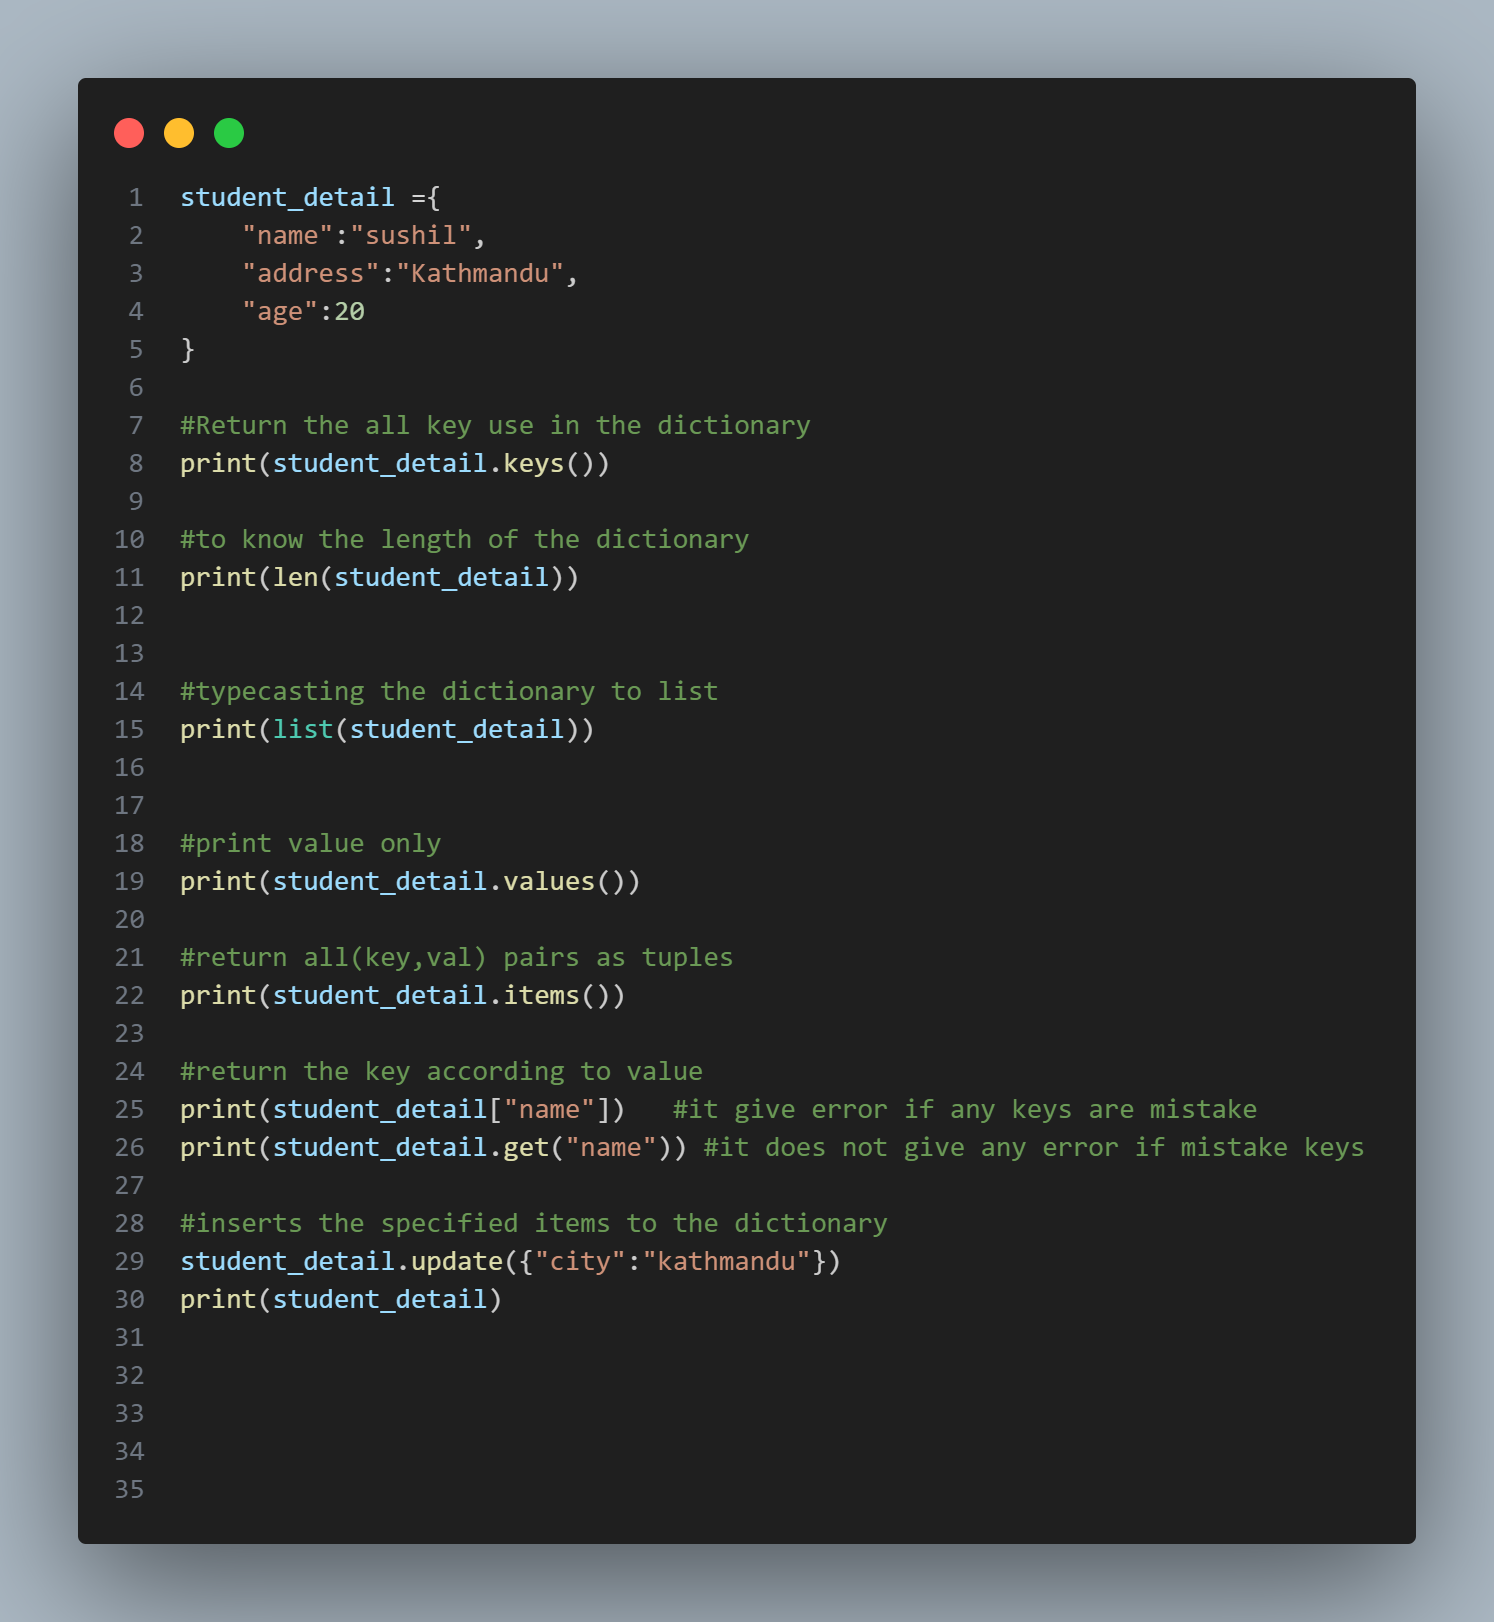 1 student_detail ={
2     "name":"sushil",
3     "address":"Kathmandu",
4     "age":20
5 }
6
7 #Return the all key use in the dictionary
8 print(student_detail.keys())
9
10 #to know the length of the dictionary
11 print(len(student_detail))
12
13
14 #typecasting the dictionary to list
15 print(list(student_detail))
16
17
18 #print value only
19 print(student_detail.values())
20
21 #return all(key,val) pairs as tuples
22 print(student_detail.items())
23
24 #return the key according to value
25 print(student_detail["name"])   #it give error if any keys are mistake
26 print(student_detail.get("name")) #it does not give any error if mistake keys
27
28 #inserts the specified items to the dictionary
29 student_detail.update({"city":"kathmandu"})
30 print(student_detail)
31
32
33
34
35